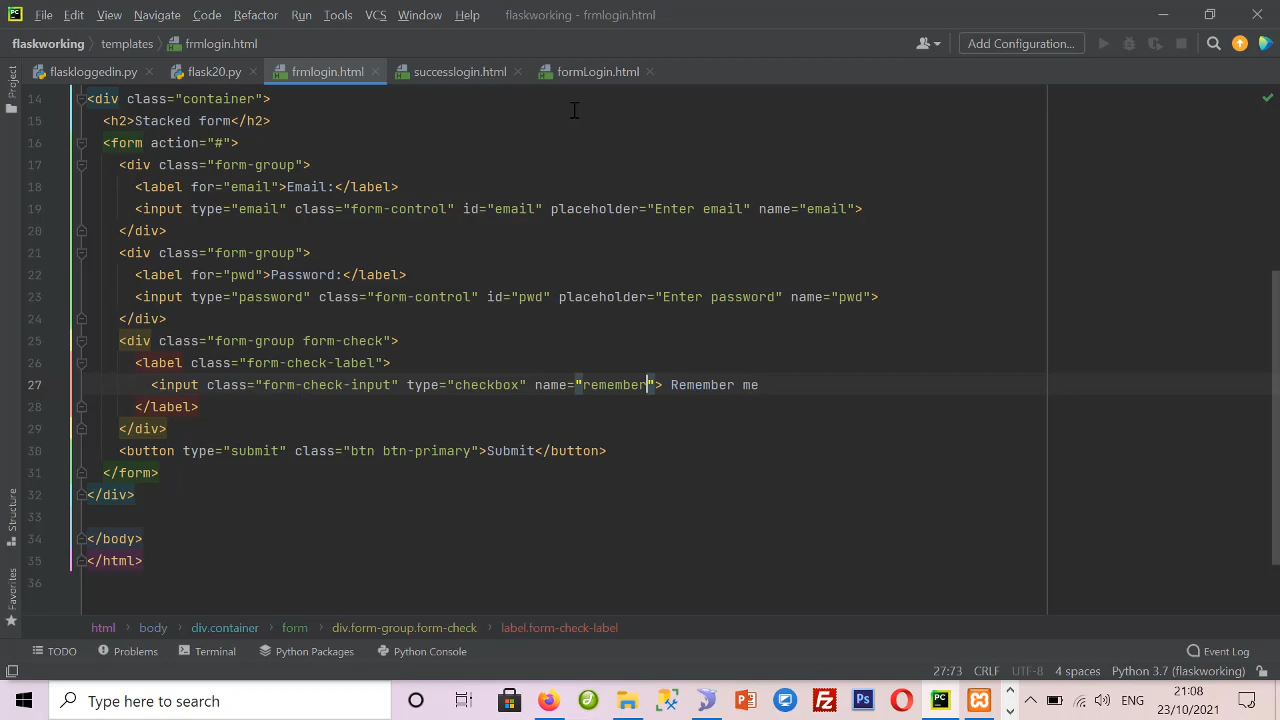 File Edit View Navigate Code Refactor Run Tools VCS Window Help flaskworking - frmlogin.html
flaskworking templates frmlogin.html Add Configuration...
flaskloggedin.py flask20.py frmlogin.html successlogin.html formLogin.html
Project
14 <div class="container">
15 <h2>Stacked form</h2>
16 <form action="#">
17 <div class="form-group">
18 <label for="email">Email:</label>
19 <input type="email" class="form-control" id="email" placeholder="Enter email" name="email">
20 </div>
21 <div class="form-group">
22 <label for="pwd">Password:</label>
23 <input type="password" class="form-control" id="pwd" placeholder="Enter password" name="pwd">
24 </div>
25 <div class="form-group form-check">
26 <label class="form-check-label">
27 <input class="form-check-input" type="checkbox" name="remember"> Remember me
28 </label>
29 </div>
30 <button type="submit" class="btn btn-primary">Submit</button>
31 </form>
32 </div>
33
34 </body>
35 </html>
36
Structure
Favorites
html body div.container form div.form-group.form-check label.form-check-label
TODO Problems Terminal Python Packages Python Console Event Log
27:73 CRLF UTF-8 4 spaces Python 3.7 (flaskworking)
Type here to search
ENG
21:08
23/10/2021